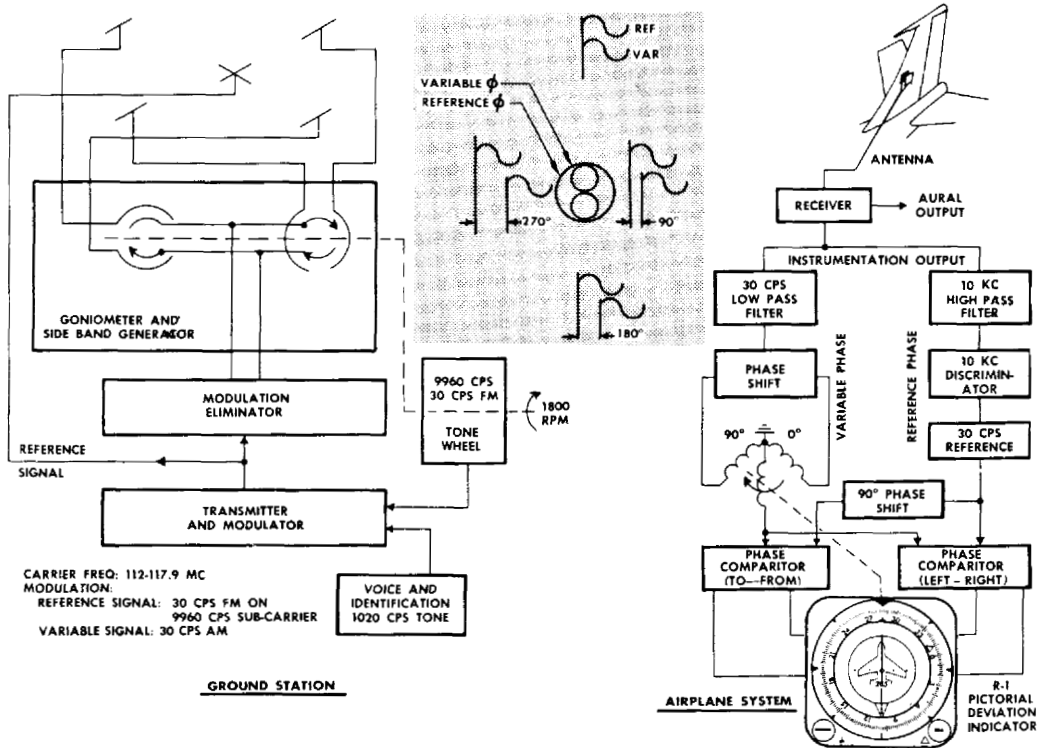 REF
VAR
VARIABLE ϕ
REFERENCE ϕ
270°
90°
180°
GONIOMETER AND
SIDE BAND GENERATOR
MODULATION
ELIMINATOR
REFERENCE
SIGNAL
TRANSMITTER
AND MODULATOR
9960 CPS
30 CPS FM
TONE
WHEEL
1800
RPM
VOICE AND
IDENTIFICATION
1020 CPS TONE
CARRIER FREQ: 112-117.9 MC
MODULATION:
REFERENCE SIGNAL: 30 CPS FM ON
9960 CPS SUB-CARRIER
VARIABLE SIGNAL: 30 CPS AM
GROUND STATION
ANTENNA
RECEIVER
AURAL
OUTPUT
INSTRUMENTATION OUTPUT
30 CPS
LOW PASS
FILTER
10 KC
HIGH PASS
FILTER
PHASE
SHIFT
VARIABLE PHASE
REFERENCE PHASE
10 KC
DISCRIMIN-
ATOR
30 CPS
REFERENCE
90° 0°
90° PHASE
SHIFT
PHASE
COMPARITOR
(TO--FROM)
PHASE
COMPARITOR
(LEFT - RIGHT)
AIRPLANE SYSTEM
R-1
PICTORIAL
DEVIATION
INDICATOR